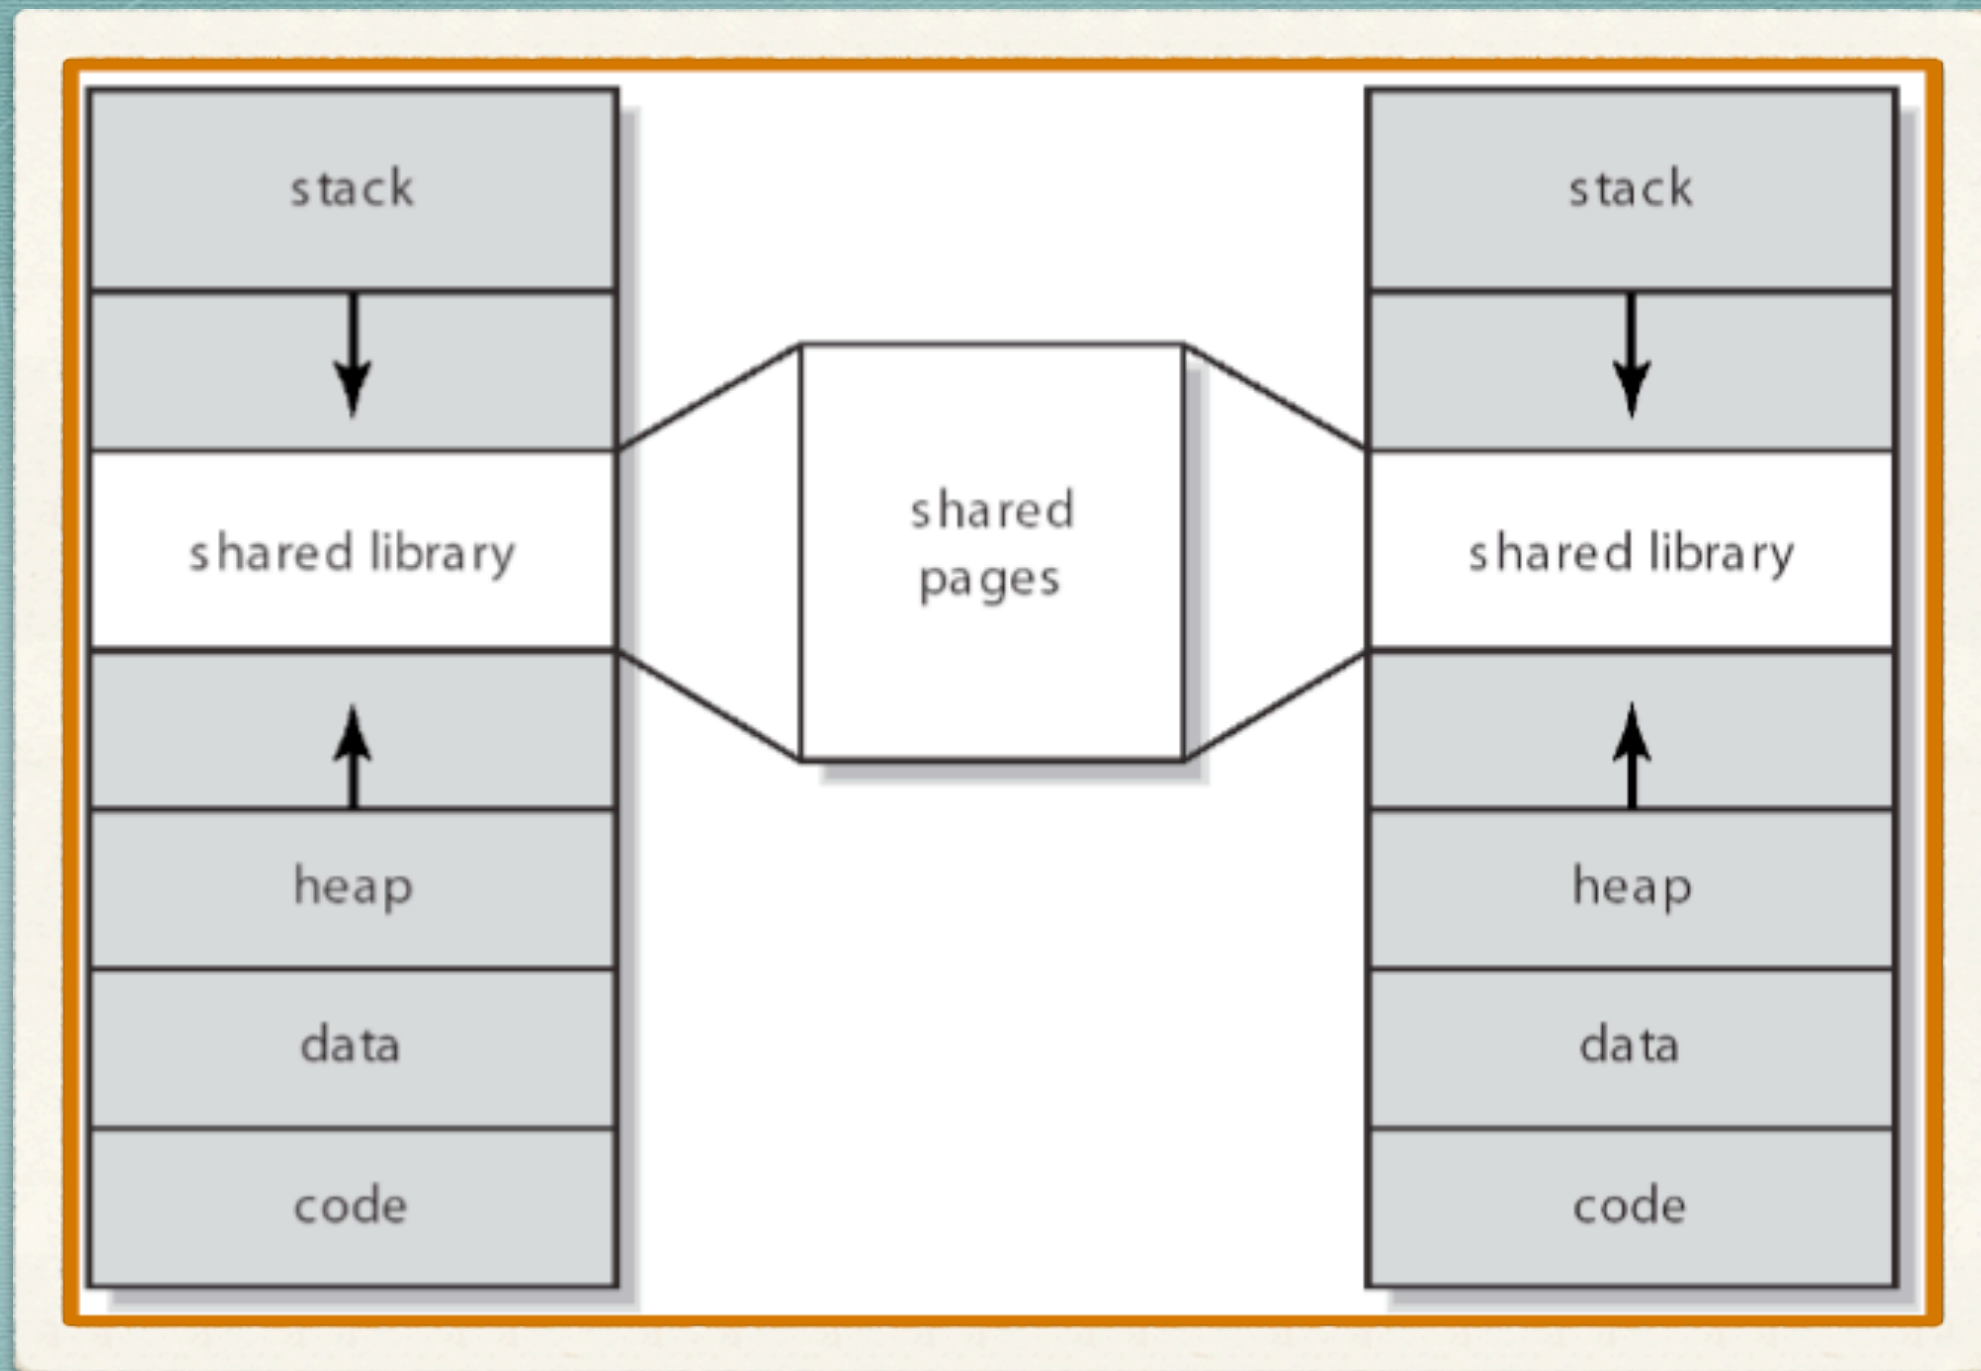 stack
shared library
heap
data
code
shared
pages
stack
shared library
heap
data
code